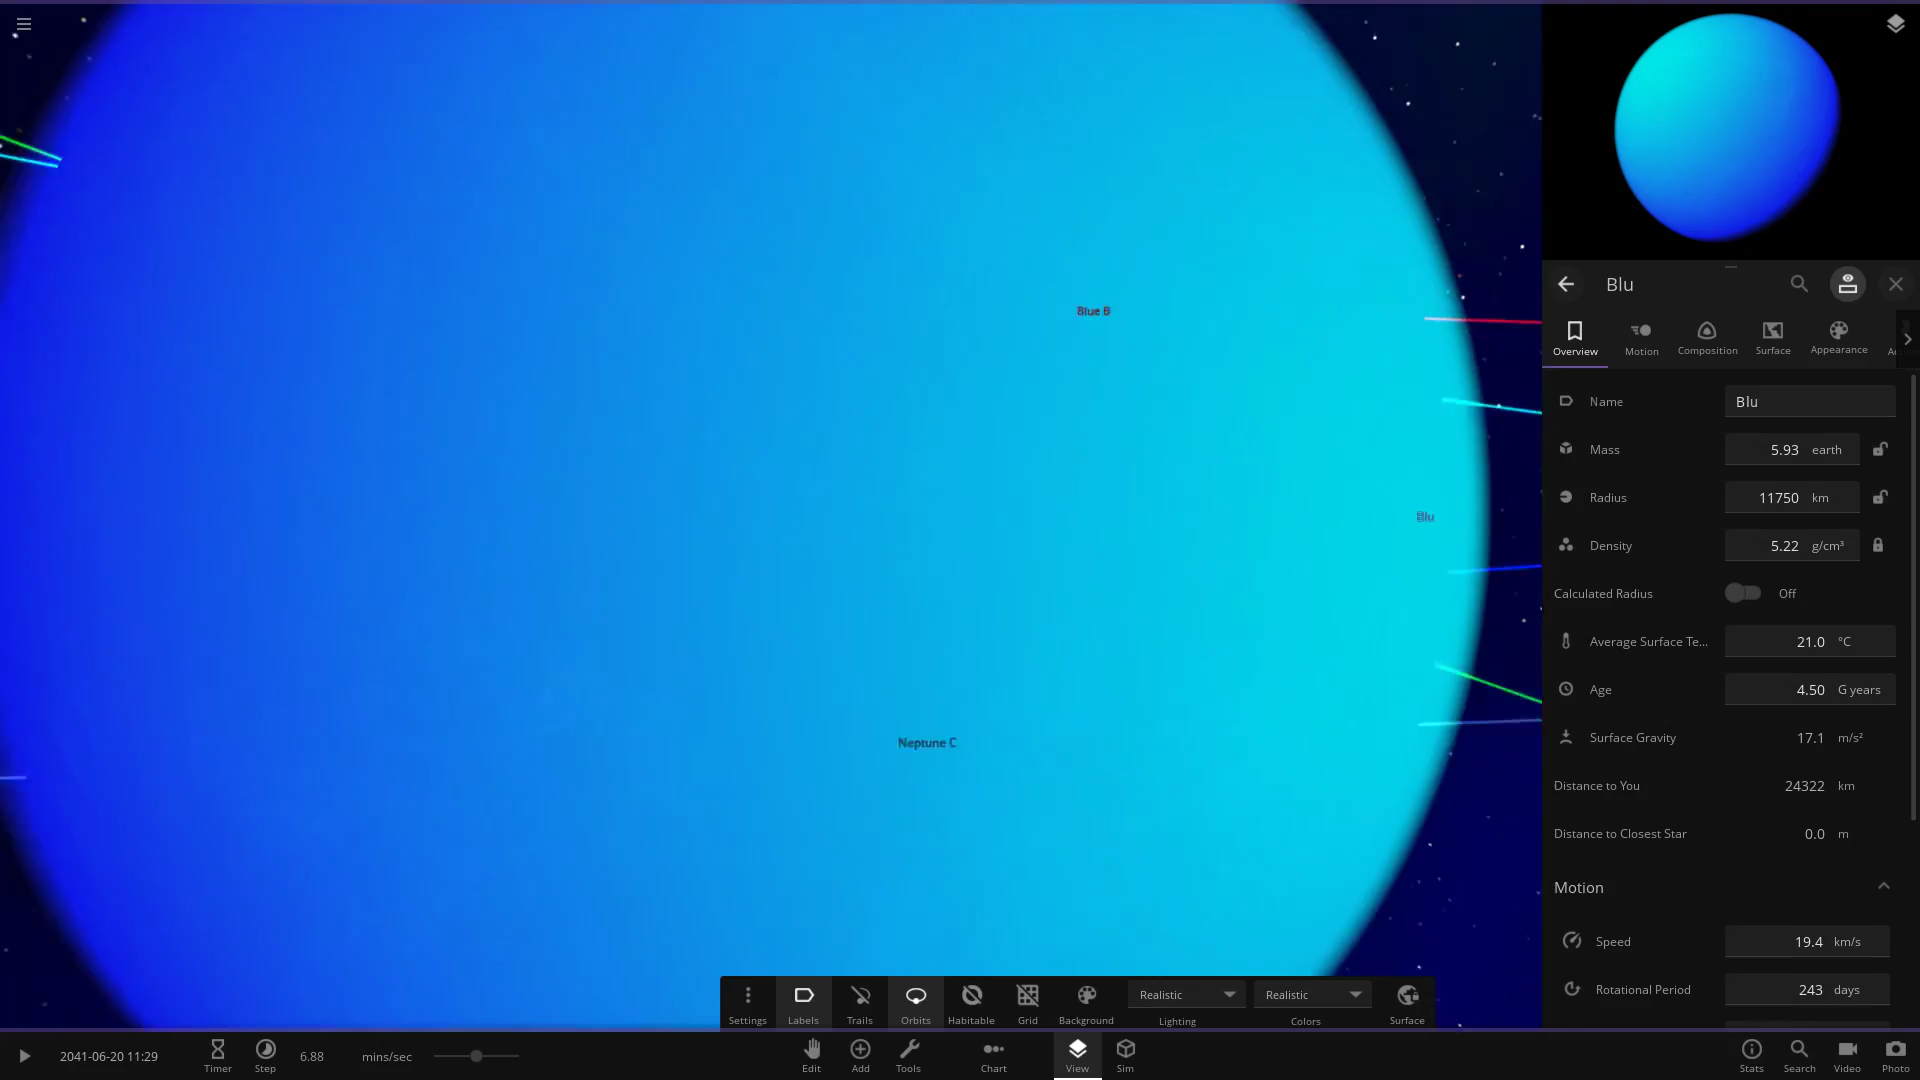 Blue B
Blu
Neptune C
Blu
Overview
Motion
Composition
Surface
Appearance
Name Blu
Mass 5.93 earth
Radius 11750 km
Density 5.22 g/cm³
Calculated Radius Off
Average Surface Te... 21.0 °C
Age 4.50 G years
Surface Gravity 17.1 m/s²
Distance to You 24322 km
Distance to Closest Star 0.0 m
Motion
Speed 19.4 km/s
Rotational Period 243 days
Realistic Realistic
Settings Labels Trails Orbits Habitable Grid Background Lighting Colors Surface
2041-06-20 11:29 6.88 mins/sec
Timer Step Edit Add Tools Chart View Sim Stats Search Video Photo